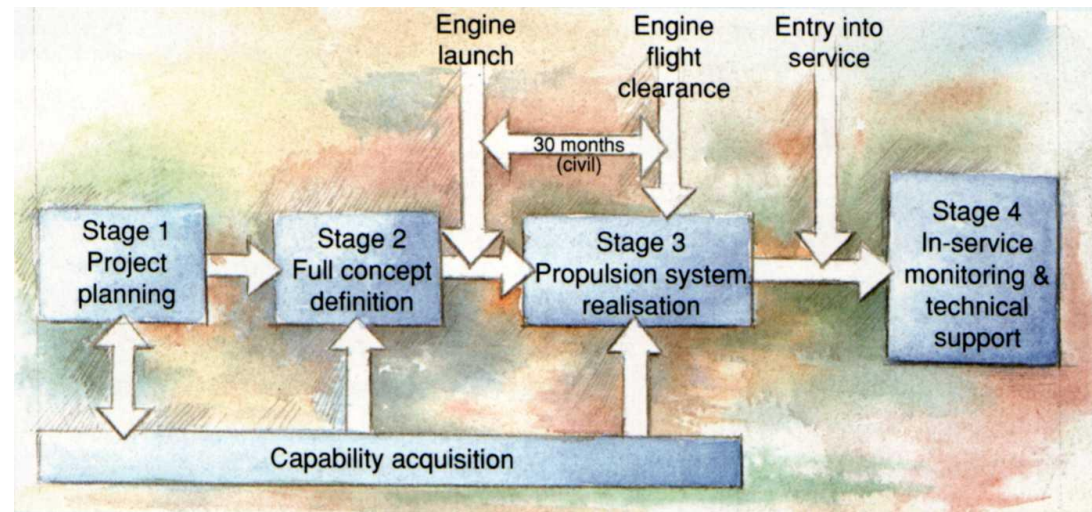 Engine
launch
Engine
flight
clearance
Entry into
service
30 months
(civil)
Stage 1
Project
planning
Stage 2
Full concept
definition
Stage 3
Propulsion system
realisation
Stage 4
In-service
monitoring &
technical
support
Capability acquisition